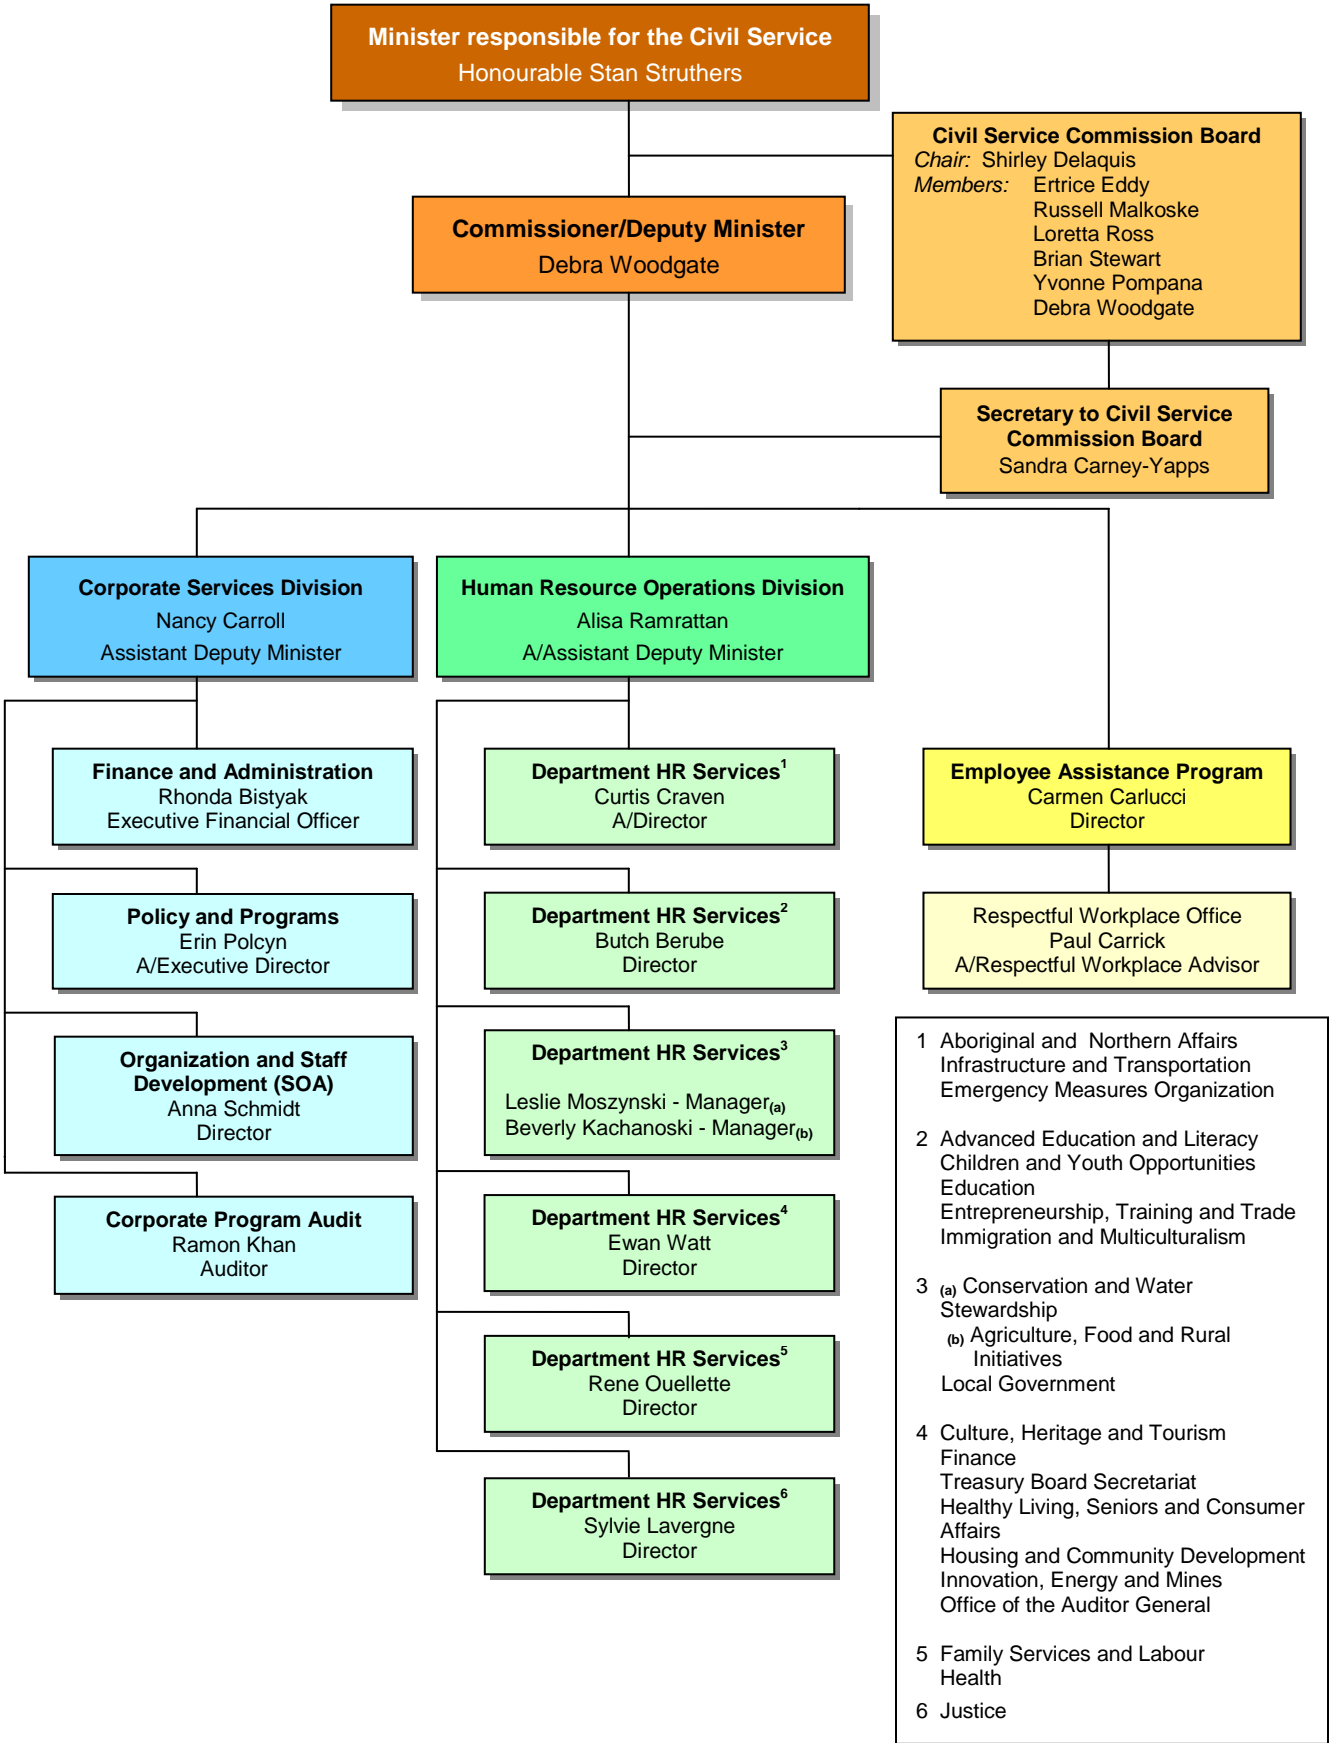 Minister responsible for the Civil Service
Honourable Stan Struthers
Civil Service Commission Board
Chair: Shirley Delaquis
Members: Ertrice Eddy
Russell Malkoske
Loretta Ross
Brian Stewart
Yvonne Pompana
Debra Woodgate
Commissioner/Deputy Minister
Debra Woodgate
Secretary to Civil Service
Commission Board
Sandra Carney-Yapps
Corporate Services Division
Nancy Carroll
Assistant Deputy Minister
Human Resource Operations Division
Alisa Ramrattan
A/Assistant Deputy Minister
Finance and Administration
Rhonda Bistyak
Executive Financial Officer
Policy and Programs
Erin Polcyn
A/Executive Director
Organization and Staff
Development (SOA)
Anna Schmidt
Director
Corporate Program Audit
Ramon Khan
Auditor
Department HR Services1
Curtis Craven
A/Director
Department HR Services2
Butch Berube
Director
Department HR Services3
Leslie Moszynski - Manager(a)
Beverly Kachanoski - Manager(b)
Department HR Services4
Ewan Watt
Director
Department HR Services5
Rene Ouellette
Director
Department HR Services6
Sylvie Lavergne
Director
Employee Assistance Program
Carmen Carlucci
Director
Respectful Workplace Office
Paul Carrick
A/Respectful Workplace Advisor
1 Aboriginal and Northern Affairs
Infrastructure and Transportation
Emergency Measures Organization
2 Advanced Education and Literacy
Children and Youth Opportunities
Education
Entrepreneurship, Training and Trade
Immigration and Multiculturalism
3 (a) Conservation and Water
Stewardship
(b) Agriculture, Food and Rural
Initiatives
Local Government
4 Culture, Heritage and Tourism
Finance
Treasury Board Secretariat
Healthy Living, Seniors and Consumer
Affairs
Housing and Community Development
Innovation, Energy and Mines
Office of the Auditor General
5 Family Services and Labour
Health
6 Justice